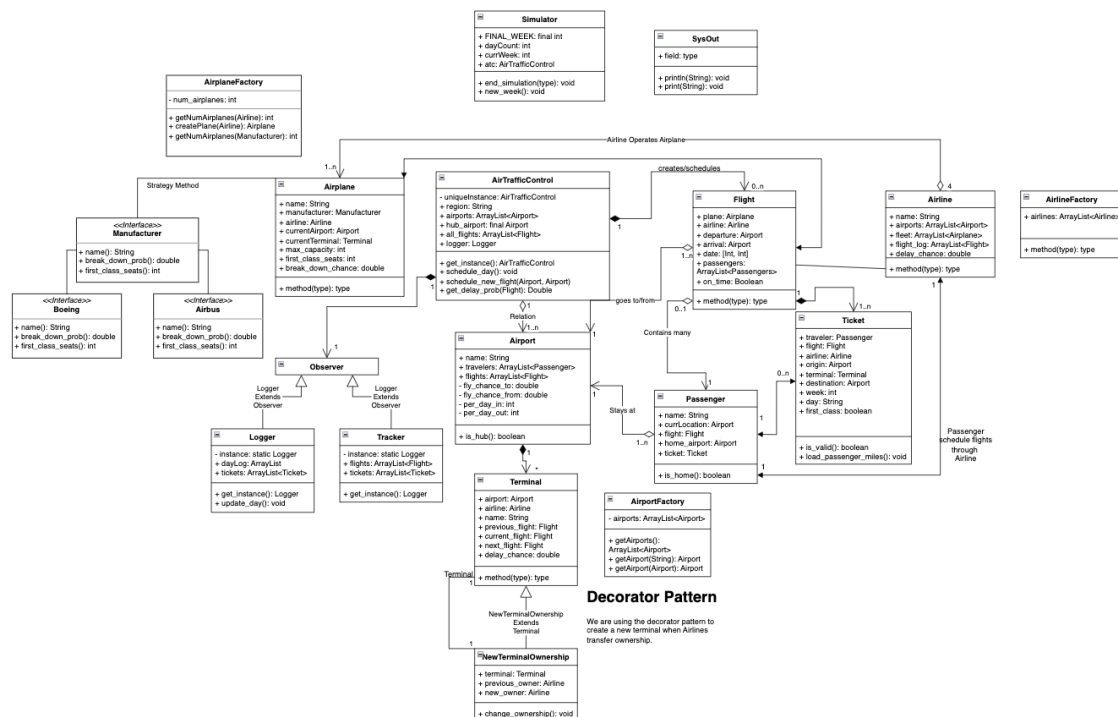 Simulator
+ FINAL_WEEK: final int
+ dayCount: int
+ currWeek: int
+ atc: AirTrafficControl
+ end_simulation(type): void
+ new_week(): void
SysOut
+ field: type
+ println(String): void
+ print(String): void
AirplaneFactory
- num_airplanes: int
+ getNumAirplanes(Airline): int
+ createPlane(Airline): Airplane
+ getNumAirplanes(Manufacturer): int
Airline Operates Airplane
1..n
1
Strategy Method
Airplane
+ name: String
+ manufacturer: Manufacturer
+ airline: Airline
+ currentAirport: Airport
+ currentTerminal: Terminal
+ max_capacity: int
+ first_class_seats: int
+ break_down_chance: double
+ method(type): type
AirTrafficControl
- uniqueInstance: AirTrafficControl
+ region: String
+ airports: ArrayList<Airport>
+ hub_airport: final Airport
+ all_flights: ArrayList<Flight>
+ logger: Logger
+ get_instance(): AirTrafficControl
+ schedule_day(): void
+ schedule_new_flight(Airport, Airport)
+ get_delay_prob(Flight): Double
creates/schedules
1
0..n
Flight
+ plane: Airplane
+ airline: Airline
+ departure: Airport
+ arrival: Airport
+ date: [Int, Int]
+ passengers:
ArrayList<Passengers>
+ on_time: Boolean
+ method(type): type
4
Airline
+ name: String
+ airports: ArrayList<Airport>
+ fleet: ArrayList<Airplane>
+ flight_log: ArrayList<Flight>
+ delay_chance: double
+ method(type): type
AirlineFactory
+ airlines: ArrayList<Airline>
+ method(type): type
<<Interface>>
Manufacturer
+ name(): String
+ break_down_prob(): double
+ first_class_seats(): int
<<Interface>>
Boeing
+ name(): String
+ break_down_prob(): double
+ first_class_seats(): int
<<Interface>>
Airbus
+ name(): String
+ break_down_prob(): double
+ first_class_seats(): int
1
1
Observer
Logger
Extends
Observer
Logger
Extends
Observer
Logger
- instance: static Logger
+ dayLog: ArrayList
+ tickets: ArrayList<Ticket>
+ get_instance(): Logger
+ update_day(): void
Tracker
- instance: static Logger
+ flights: ArrayList<Flight>
+ tickets: ArrayList<Ticket>
+ get_instance(): Logger
1
Relation
1..n
1..n
goes to/from
1
Airport
+ name: String
+ travelers: ArrayList<Passenger>
+ flights: ArrayList<Flight>
- fly_chance_to: double
- fly_chance_from: double
- per_day_in: int
- per_day_out: int
+ is_hub(): boolean
0..1
Contains many
1
1
1..n
Ticket
+ traveler: Passenger
+ flight: Flight
+ airline: Airline
+ origin: Airport
+ terminal: Terminal
+ destination: Airport
+ week: int
+ day: String
+ first_class: boolean
+ is_valid(): boolean
+ load_passenger_miles(): void
0..n
1
Passenger
+ name: String
+ currLocation: Airport
+ flight: Flight
+ home_airport: Airport
+ ticket: Ticket
+ is_home(): boolean
1
Stays at
1..n
1
Passenger
schedule flights
through
Airline
1
1
*
Terminal
+ airport: Airport
+ airline: Airline
+ name: String
+ previous_flight: Flight
+ current_flight: Flight
+ next_flight: Flight
+ delay_chance: double
+ method(type): type
AirportFactory
- airports: ArrayList<Airport>
+ getAirports():
ArrayList<Airport>
+ getAirport(String): Airport
+ getAirport(Airport): Airport
Terminal
1
NewTerminalOwnership
Extends
Terminal
1
Decorator Pattern
We are using the decorator pattern to
create a new terminal when Airlines
transfer ownership.
NewTerminalOwnership
+ terminal: Terminal
+ previous_owner: Airline
+ new_owner: Airline
+ change_ownership(): void